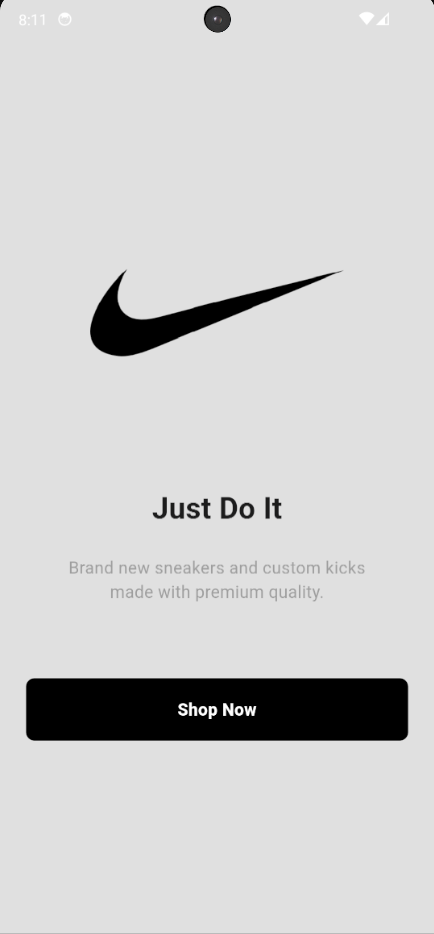 8:11
Just Do It
Brand new sneakers and custom kicks
made with premium quality.
Shop Now